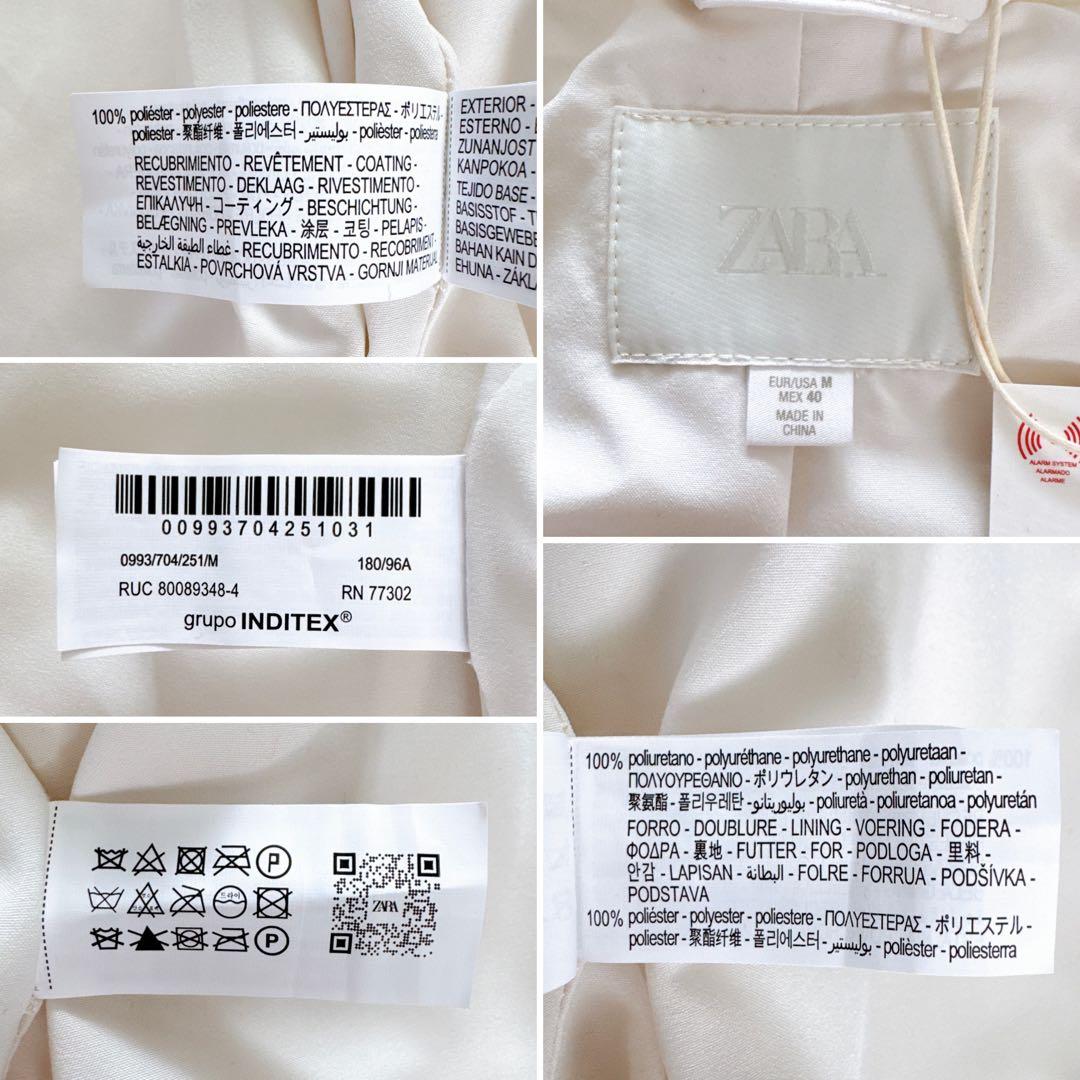 100% poliéster - polyester - poliestere - ΠΟΛΥΕΣΤΕΡΑΣ - ポリエステル -
poliester - 聚酯纤维 - 폴리에스터 - بوليستير - polièster - poliesterra
RECUBRIMIENTO - REVÊTEMENT - COATING -
REVESTIMENTO - DEKLAAG - RIVESTIMENTO -
ΕΠΙΚΑΛΥΨΗ - コーティング - BESCHICHTUNG -
BELÆGNING - PREVLEKA - 涂层 - 코팅 - PELAPIS -
غطاء الطبقة الخارجية - RECUBRIMENTO - RECOBRIMENT -
ESTALKIA - POVRCHOVÁ VRSTVA - GORNJI MATERIJAL
EXTERIOR -
ESTERNO -
ZUNANJOST
KANPOKOA -
TEJIDO BASE -
BASISSTOF -
BASISGEWEBE
BAHAN KAIN
EHUNA -
ZARA
EUR/USA M
MEX 40
MADE IN
CHINA
ALARM SYSTEM
ALARMADO
ALARME
00993704251031
0993/704/251/M 180/96A
RUC 80089348-4 RN 77302
grupo INDITEX®
P
드라이
P
ZARA
100% poliuretano - polyuréthane - polyurethane - polyuretaan -
ΠΟΛΥΟΥΡΕΘΑΝΙΟ - ポリウレタン - polyurethan - poliuretan -
聚氨酯 - 폴리우레탄 - بوليوريتانو - poliuretà - poliuretanoa - polyuretán
FORRO - DOUBLURE - LINING - VOERING - FODERA -
ΦΟΔΡΑ - 裏地 - FUTTER - FOR - PODLOGA - 里料 -
안감 - LAPISAN - البطانة - FOLRE - FORRUA - PODŠÍVKA -
PODSTAVA
100% poliéster - polyester - poliestere - ΠΟΛΥΕΣΤΕΡΑΣ - ポリエステル -
poliester - 聚酯纤维 - 폴리에스터 - بوليستير - polièster - poliesterra